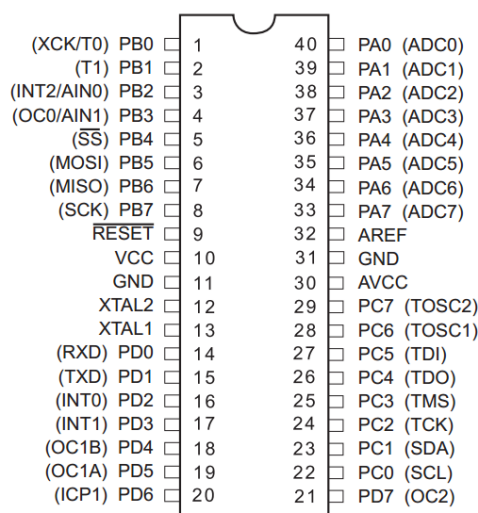 (XCK/T0) PB0 1 40 PA0 (ADC0)
(T1) PB1 2 39 PA1 (ADC1)
(INT2/AIN0) PB2 3 38 PA2 (ADC2)
(OC0/AIN1) PB3 4 37 PA3 (ADC3)
(S̅S̅) PB4 5 36 PA4 (ADC4)
(MOSI) PB5 6 35 PA5 (ADC5)
(MISO) PB6 7 34 PA6 (ADC6)
(SCK) PB7 8 33 PA7 (ADC7)
R̅E̅S̅E̅T̅ 9 32 AREF
VCC 10 31 GND
GND 11 30 AVCC
XTAL2 12 29 PC7 (TOSC2)
XTAL1 13 28 PC6 (TOSC1)
(RXD) PD0 14 27 PC5 (TDI)
(TXD) PD1 15 26 PC4 (TDO)
(INT0) PD2 16 25 PC3 (TMS)
(INT1) PD3 17 24 PC2 (TCK)
(OC1B) PD4 18 23 PC1 (SDA)
(OC1A) PD5 19 22 PC0 (SCL)
(ICP1) PD6 20 21 PD7 (OC2)